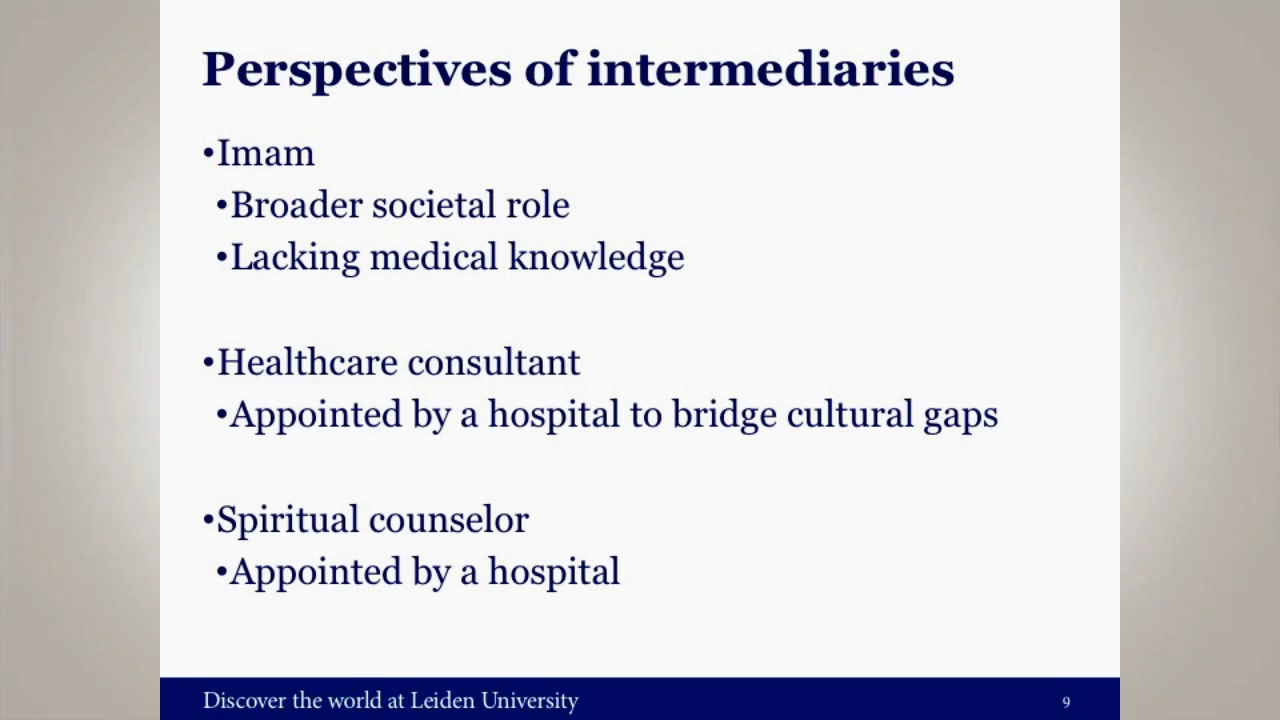 Perspectives of intermediaries
•Imam
•Broader societal role
•Lacking medical knowledge
•Healthcare consultant
•Appointed by a hospital to bridge cultural gaps
•Spiritual counselor
•Appointed by a hospital
Discover the world at Leiden University
9